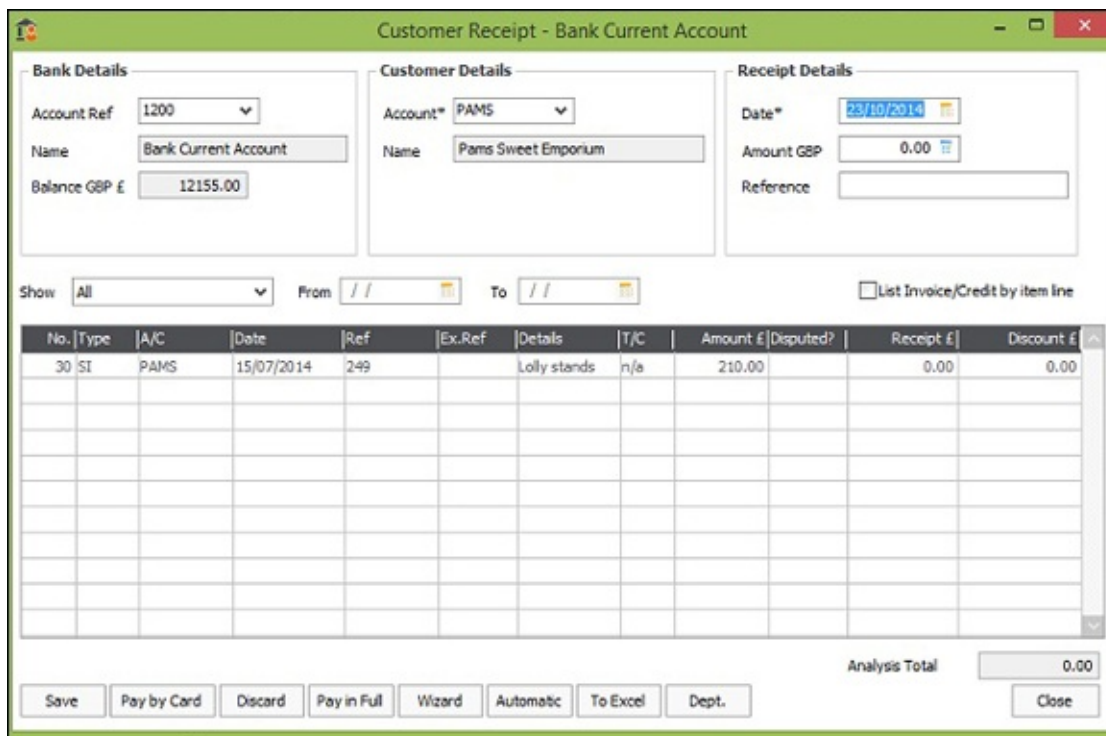 Customer Receipt - Bank Current Account
Bank Details
Account Ref 1200
Name Bank Current Account
Balance GBP £ 12155.00
Customer Details
Account* PAMS
Name Pams Sweet Emporium
Receipt Details
Date* 23/10/2014
Amount GBP 0.00
Reference
Show All From / / To / / List Invoice/Credit by item line
No. Type A/C Date Ref Ex.Ref Details T/C Amount £ Disputed? Receipt £ Discount £
30 SI PAMS 15/07/2014 249 Lolly stands n/a 210.00 0.00 0.00
Analysis Total 0.00
Save Pay by Card Discard Pay in Full Wizard Automatic To Excel Dept. Close